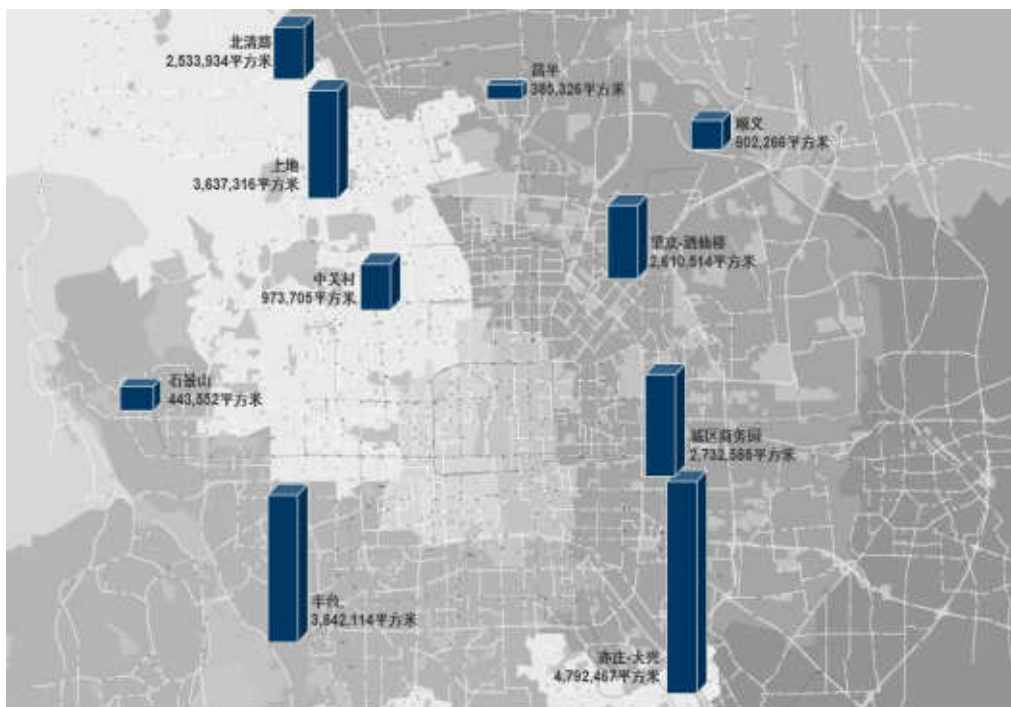 北清路
2,533,934平方米
昌平
385,326平方米
顺义
902,266平方米
上地
3,637,316平方米
望京-酒仙桥
2,610,514平方米
中关村
973,705平方米
石景山
443,552平方米
城区商务园
2,732,585平方米
丰台
3,842,114平方米
亦庄-大兴
4,792,467平方米